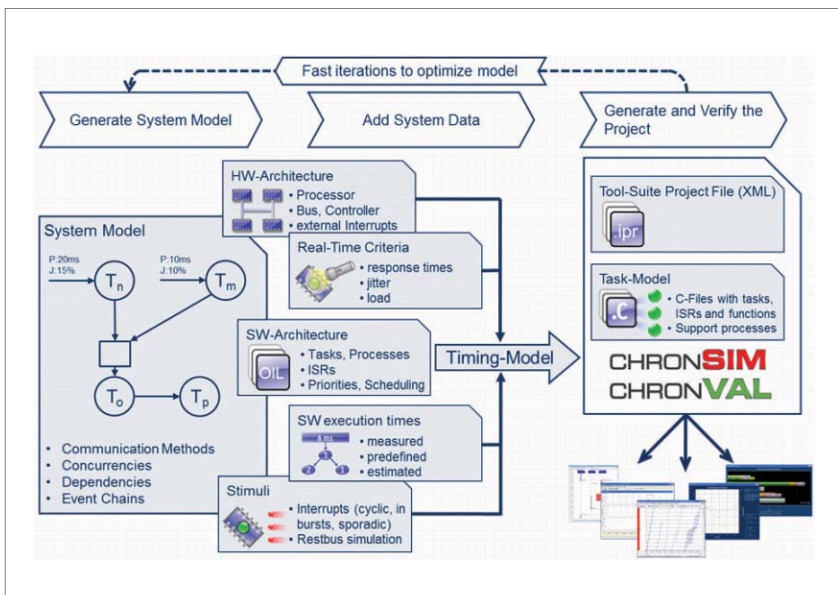 Fast iterations to optimize model
Generate System Model
Add System Data
Generate and Verify the
Project
HW-Architecture
• Processor
• Bus, Controller
• external Interrupts
Real-Time Criteria
• response times
• jitter
• load
SW-Architecture
OIL
• Tasks, Processes
• ISRs
• Priorities, Scheduling
SW execution times
• measured
• predefined
• estimated
Stimuli
• Interrupts (cyclic, in
bursts, sporadic)
• Restbus simulation
System Model
P:20ms
J:15%
Tn
P:10ms
J:10%
Tm
To
Tp
• Communication Methods
• Concurrencies
• Dependencies
• Event Chains
Timing-Model
Tool-Suite Project File (XML)
.ipr
Task-Model
.C
• C-Files with tasks,
ISRs and functions
• Support processes
CHRONSIM
CHRONVAL